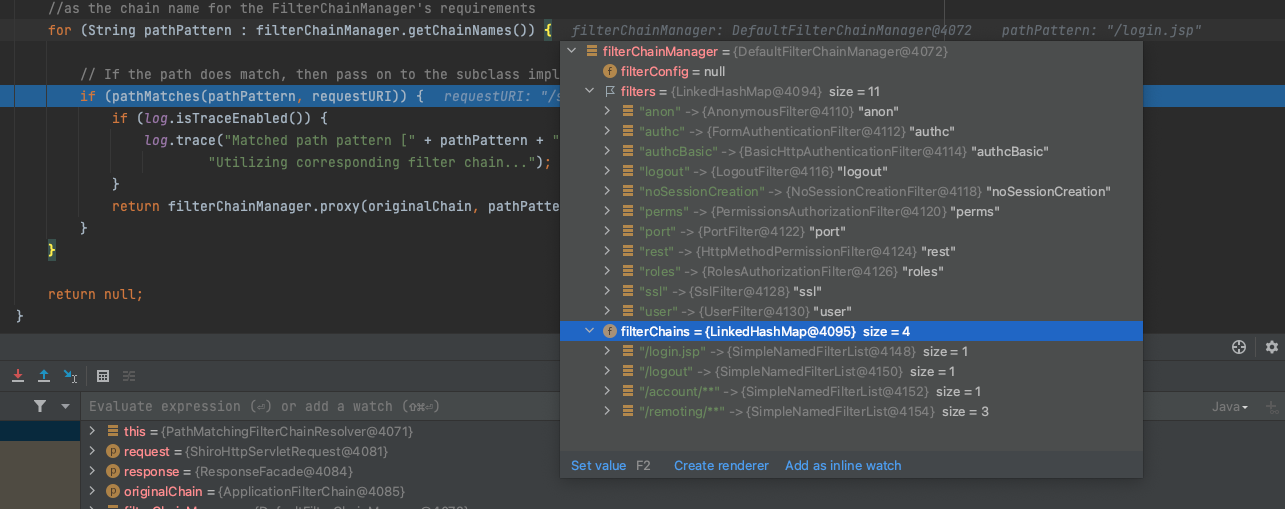 //as the chain name for the FilterChainManager's requirements
for (String pathPattern : filterChainManager.getChainNames()) { filterChainManager: DefaultFilterChainManager@4072 pathPattern: "/login.jsp"
// If the path does match, then pass on to the subclass impl
if (pathMatches(pathPattern, requestURI)) { requestURI: "/s
if (log.isTraceEnabled()) {
log.trace("Matched path pattern [" + pathPattern + "
"Utilizing corresponding filter chain...");
}
return filterChainManager.proxy(originalChain, pathPatte
}
}
return null;
}
filterChainManager = {DefaultFilterChainManager@4072}
f filterConfig = null
filters = {LinkedHashMap@4094} size = 11
"anon" -> {AnonymousFilter@4110} "anon"
"authc" -> {FormAuthenticationFilter@4112} "authc"
"authcBasic" -> {BasicHttpAuthenticationFilter@4114} "authcBasic"
"logout" -> {LogoutFilter@4116} "logout"
"noSessionCreation" -> {NoSessionCreationFilter@4118} "noSessionCreation"
"perms" -> {PermissionsAuthorizationFilter@4120} "perms"
"port" -> {PortFilter@4122} "port"
"rest" -> {HttpMethodPermissionFilter@4124} "rest"
"roles" -> {RolesAuthorizationFilter@4126} "roles"
"ssl" -> {SslFilter@4128} "ssl"
"user" -> {UserFilter@4130} "user"
f filterChains = {LinkedHashMap@4095} size = 4
"/login.jsp" -> {SimpleNamedFilterList@4148} size = 1
"/logout" -> {SimpleNamedFilterList@4150} size = 1
"/account/**" -> {SimpleNamedFilterList@4152} size = 1
"/remoting/**" -> {SimpleNamedFilterList@4154} size = 3
Set value F2 Create renderer Add as inline watch
Evaluate expression (⏎) or add a watch (⇧⌘⏎)
Java
this = {PathMatchingFilterChainResolver@4071}
p request = {ShiroHttpServletRequest@4081}
p response = {ResponseFacade@4084}
p originalChain = {ApplicationFilterChain@4085}